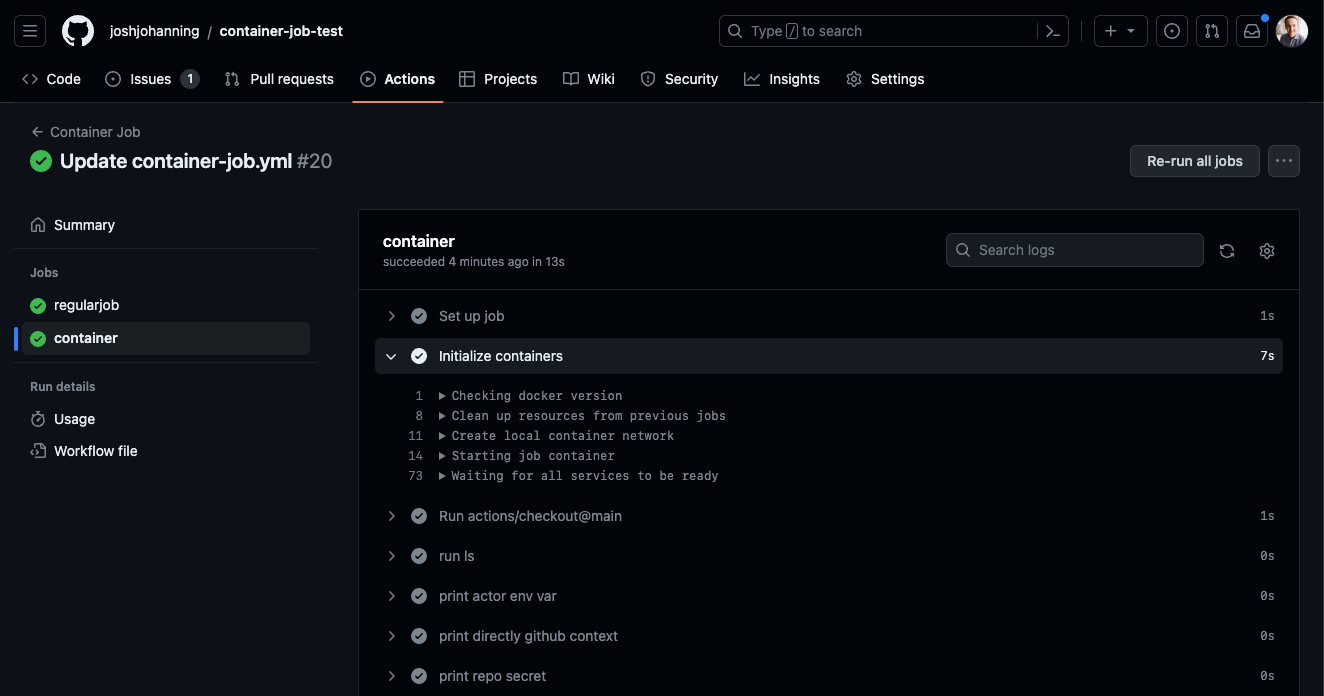 joshjohanning / container-job-test
Type / to search
Code Issues 1 Pull requests Actions Projects Wiki Security Insights Settings
← Container Job
Update container-job.yml #20
Re-run all jobs
Summary
Jobs
regularjob
container
Run details
Usage
Workflow file
container
succeeded 4 minutes ago in 13s
Search logs
Set up job 1s
Initialize containers 7s
1 Checking docker version
8 Clean up resources from previous jobs
11 Create local container network
14 Starting job container
73 Waiting for all services to be ready
Run actions/checkout@main 1s
run ls 0s
print actor env var 0s
print directly github context 0s
print repo secret 0s